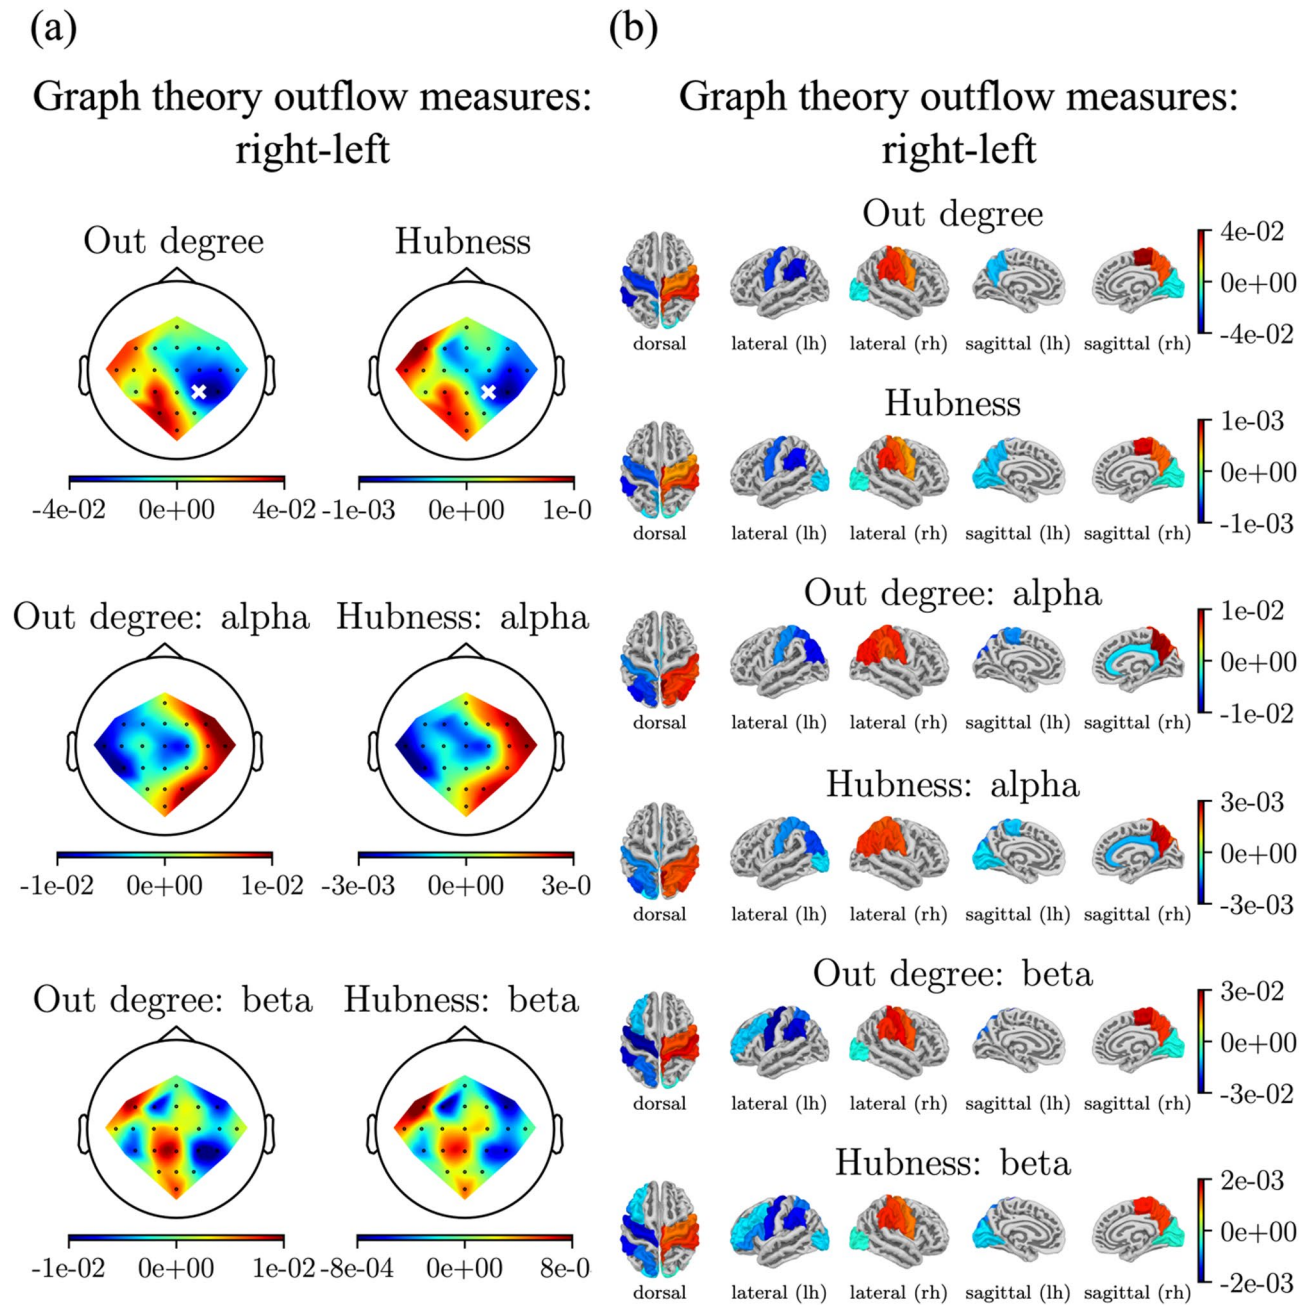 (a)
Graph theory outflow measures:
right-left
Out degree
Hubness
-4e-02 0e+00 4e-02
-1e-03 0e+00 1e-0
Out degree: alpha
Hubness: alpha
-1e-02 0e+00 1e-02
-3e-03 0e+00 3e-0
Out degree: beta
Hubness: beta
-1e-02 0e+00 1e-02
-8e-04 0e+00 8e-0
(b)
Graph theory outflow measures:
right-left
Out degree
4e-02
0e+00
-4e-02
dorsal lateral (lh) lateral (rh) sagittal (lh) sagittal (rh)
Hubness
1e-03
0e+00
-1e-03
dorsal lateral (lh) lateral (rh) sagittal (lh) sagittal (rh)
Out degree: alpha
1e-02
0e+00
-1e-02
dorsal lateral (lh) lateral (rh) sagittal (lh) sagittal (rh)
Hubness: alpha
3e-03
0e+00
-3e-03
dorsal lateral (lh) lateral (rh) sagittal (lh) sagittal (rh)
Out degree: beta
3e-02
0e+00
-3e-02
dorsal lateral (lh) lateral (rh) sagittal (lh) sagittal (rh)
Hubness: beta
2e-03
0e+00
-2e-03
dorsal lateral (lh) lateral (rh) sagittal (lh) sagittal (rh)